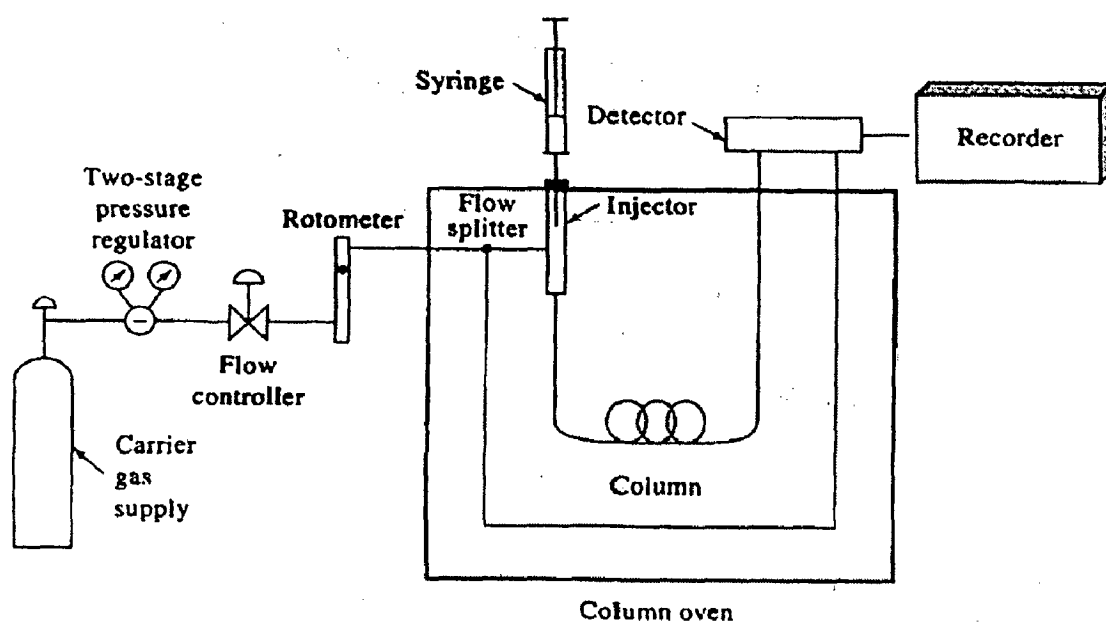 Syringe
Detector
Recorder
Two-stage
pressure
regulator
Rotometer
Flow
splitter
Injector
Flow
controller
Carrier
gas
supply
Column
Column oven